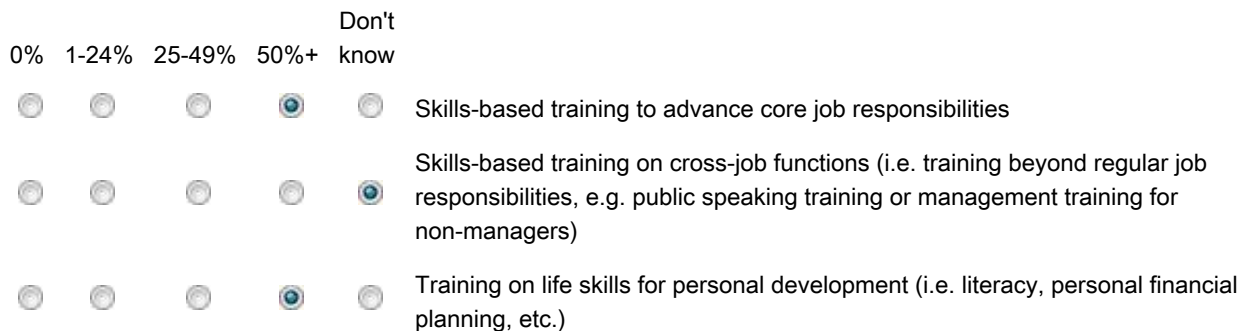 Don't
0% 1-24% 25-49% 50%+ know
Skills-based training to advance core job responsibilities
Skills-based training on cross-job functions (i.e. training beyond regular job
responsibilities, e.g. public speaking training or management training for
non-managers)
Training on life skills for personal development (i.e. literacy, personal financial
planning, etc.)